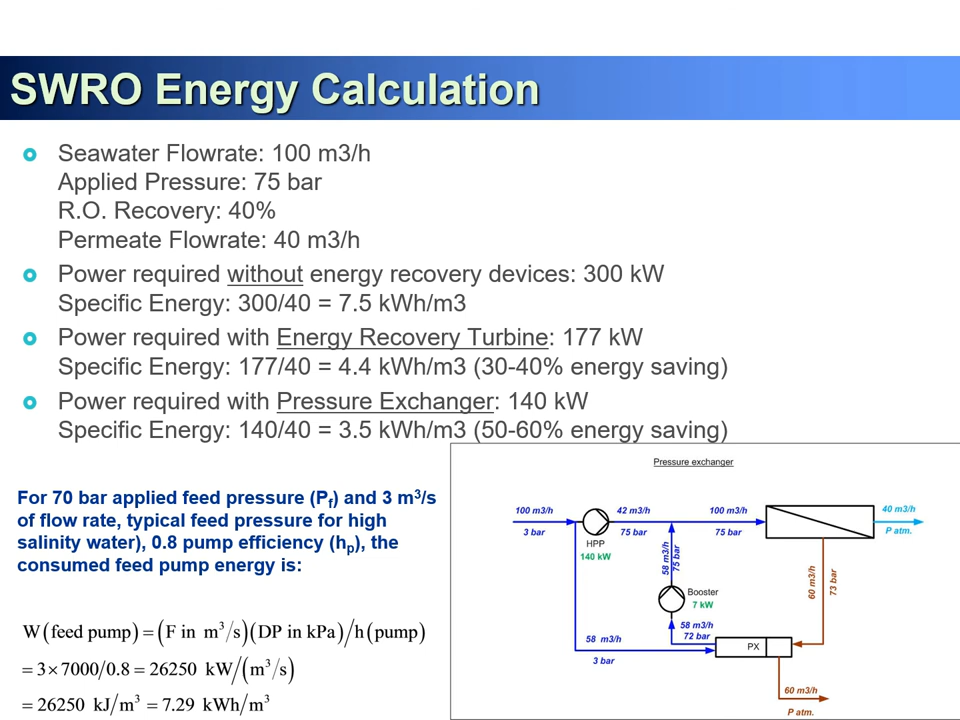 SWRO Energy Calculation
Seawater Flowrate: 100 m3/h
Applied Pressure: 75 bar
R.O. Recovery: 40%
Permeate Flowrate: 40 m3/h
Power required without energy recovery devices: 300 kW
Specific Energy: 300/40 = 7.5 kWh/m3
Power required with Energy Recovery Turbine: 177 kW
Specific Energy: 177/40 = 4.4 kWh/m3 (30-40% energy saving)
Power required with Pressure Exchanger: 140 kW
Specific Energy: 140/40 = 3.5 kWh/m3 (50-60% energy saving)
For 70 bar applied feed pressure (Pf) and 3 m³/s
of flow rate, typical feed pressure for high
salinity water), 0.8 pump efficiency (hp), the
consumed feed pump energy is:
W(feed pump) = (F in m³/s)(DP in kPa)/h(pump)
= 3×7000/0.8 = 26250 kW/(m³/s)
= 26250 kJ/m³ = 7.29 kWh/m³
Pressure exchanger
100 m3/h
3 bar
HPP
140 kW
42 m3/h
75 bar
100 m3/h
75 bar
40 m3/h
P atm.
58 m3/h
75 bar
60 m3/h
73 bar
Booster
7 kW
58 m3/h
72 bar
58 m3/h
3 bar
PX
60 m3/h
P atm.